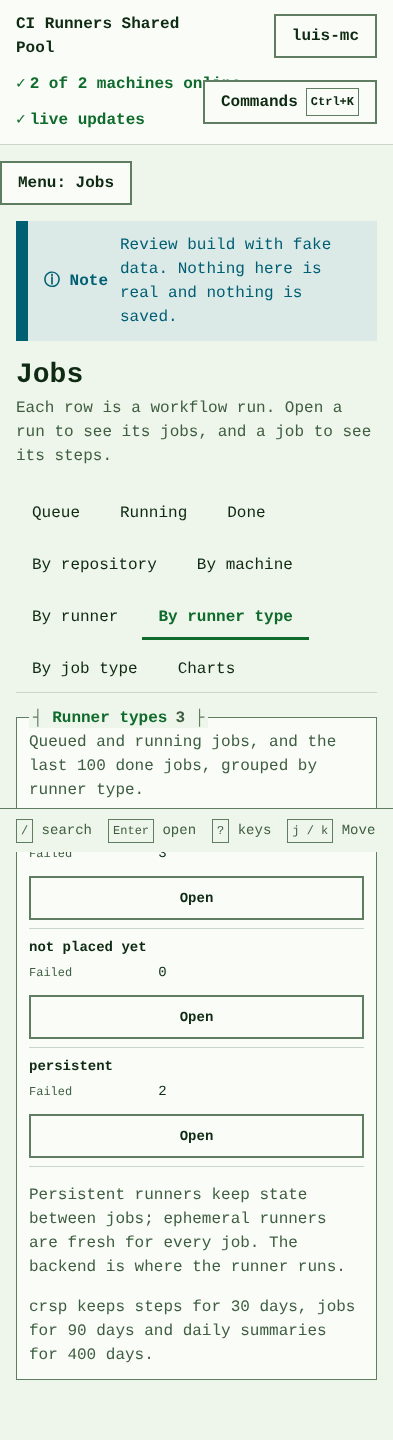 CI Runners Shared
Pool
luis-mc
✓ 2 of 2 machines online
Commands Ctrl+K
✓ live updates
Menu: Jobs
ⓘ Note
Review build with fake
data. Nothing here is
real and nothing is
saved.
Jobs
Each row is a workflow run. Open a
run to see its jobs, and a job to see
its steps.
Queue Running Done
By repository By machine
By runner By runner type
By job type Charts
┤ Runner types 3 ├
Queued and running jobs, and the
last 100 done jobs, grouped by
runner type.
/ search Enter open ? keys j / k Move
Failed 3
Open
not placed yet
Failed 0
Open
persistent
Failed 2
Open
Persistent runners keep state
between jobs; ephemeral runners
are fresh for every job. The
backend is where the runner runs.
crsp keeps steps for 30 days, jobs
for 90 days and daily summaries
for 400 days.